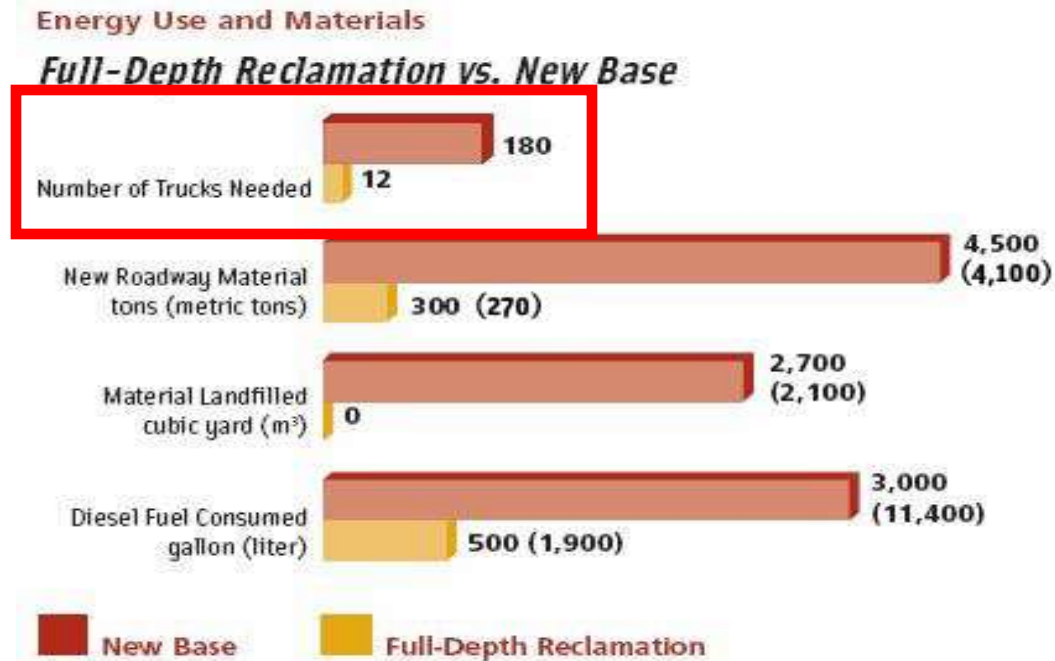 Energy Use and Materials
Full-Depth Reclamation vs. New Base
180
Number of Trucks Needed
12
4,500
(4,100)
New Roadway Material
tons (metric tons)
300 (270)
2,700
(2,100)
Material Landfilled
cubic yard (m³)
0
3,000
(11,400)
Diesel Fuel Consumed
gallon (liter)
500 (1,900)
New Base
Full-Depth Reclamation